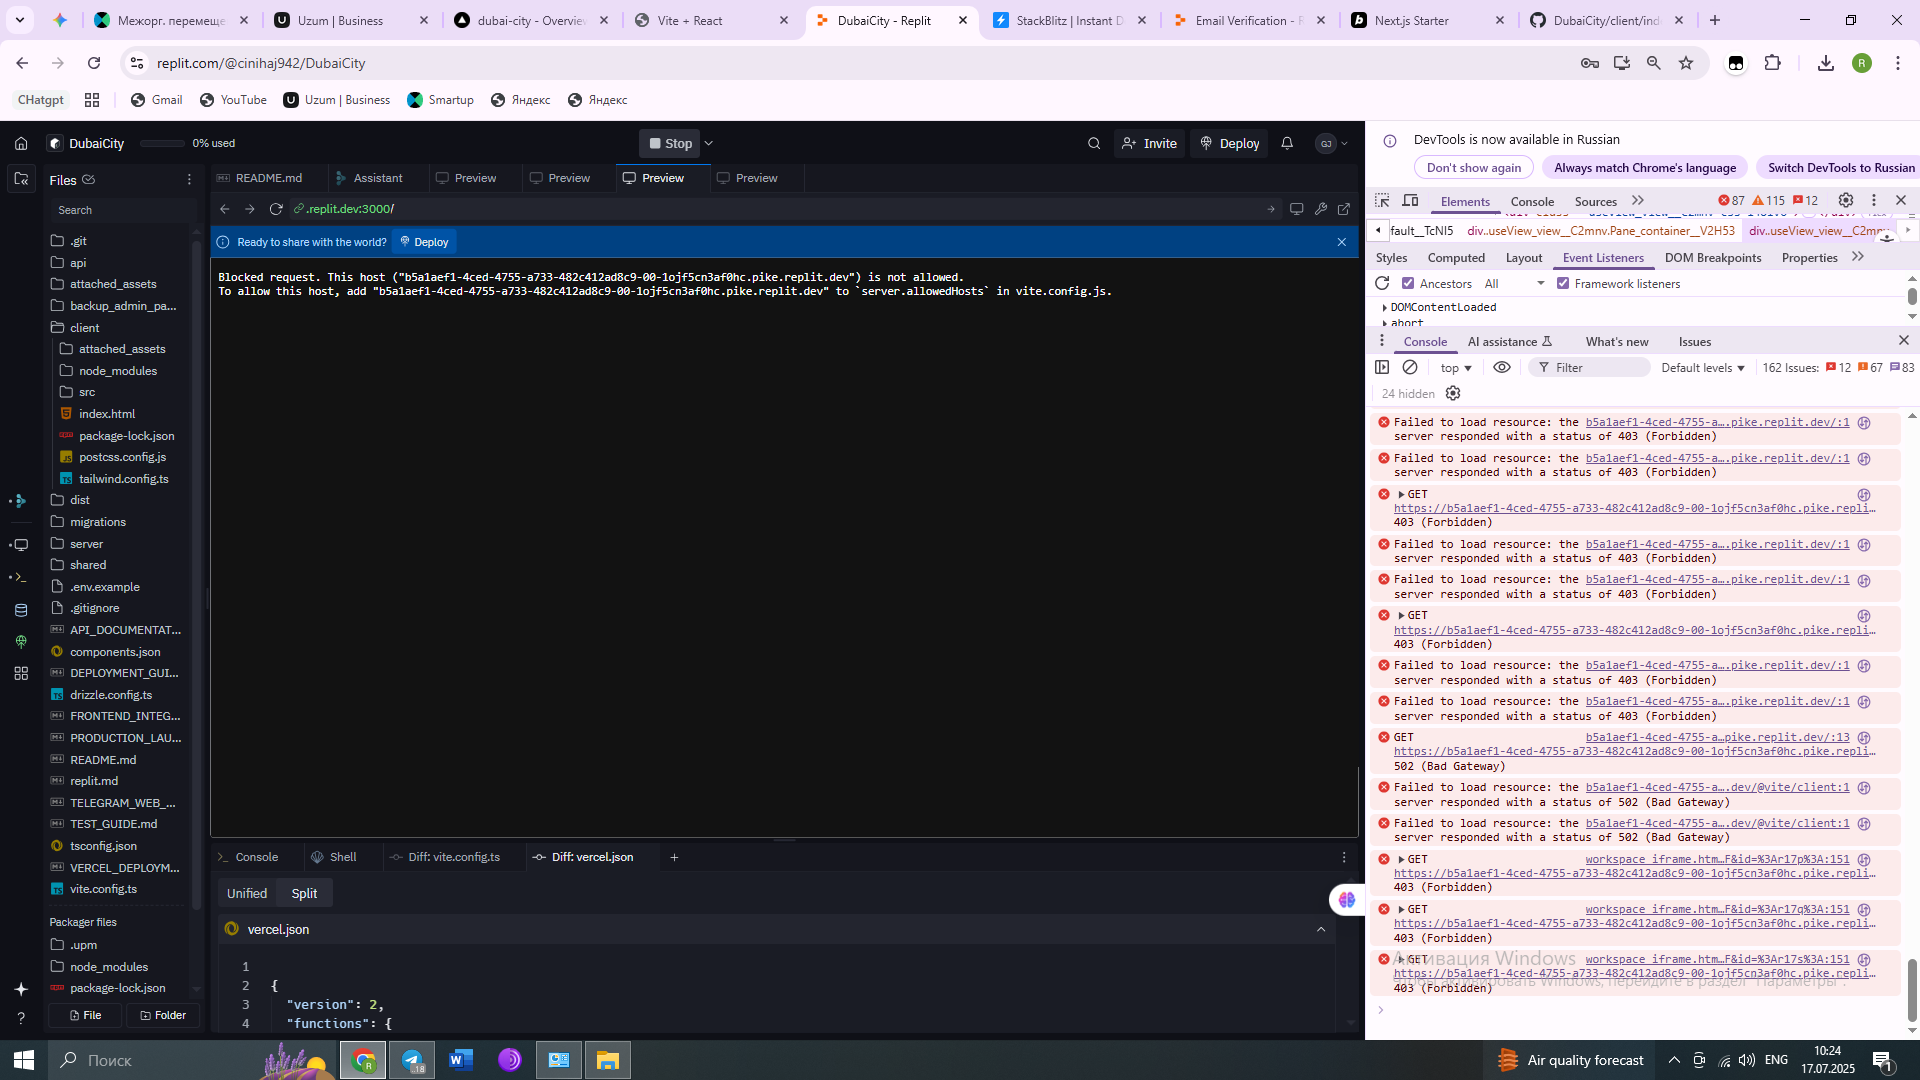 Межорг. перемеще
Uzum | Business
dubai-city - Overview
Vite + React
DubaiCity - Replit
StackBlitz | Instant D
Email Verification - R
Next.js Starter
DubaiCity/client/ind
replit.com/@cinihaj942/DubaiCity
R
CHatgpt
Gmail
YouTube
Uzum | Business
Smartup
Яндекс
Яндекс
DubaiCity
0% used
Stop
Invite
Deploy
GJ
Files
Search
.git
api
attached_assets
backup_admin_pa...
client
attached_assets
node_modules
src
index.html
package-lock.json
postcss.config.js
tailwind.config.ts
dist
migrations
server
shared
.env.example
.gitignore
API_DOCUMENTAT...
components.json
DEPLOYMENT_GUI...
drizzle.config.ts
FRONTEND_INTEG...
PRODUCTION_LAU...
README.md
replit.md
TELEGRAM_WEB_...
TEST_GUIDE.md
tsconfig.json
VERCEL_DEPLOYM...
vite.config.ts
Packager files
.upm
node_modules
package-lock.json
File
Folder
README.md
Assistant
Preview
Preview
Preview
Preview
.replit.dev:3000/
Ready to share with the world?
Deploy
Blocked request. This host ("b5a1aef1-4ced-4755-a733-482c412ad8c9-00-1ojf5cn3af0hc.pike.replit.dev") is not allowed.
To allow this host, add "b5a1aef1-4ced-4755-a733-482c412ad8c9-00-1ojf5cn3af0hc.pike.replit.dev" to `server.allowedHosts` in vite.config.js.
Console
Shell
Diff: vite.config.ts
Diff: vercel.json
Unified
Split
vercel.json
1
2 {
3 "version": 2,
4 "functions": {
DevTools is now available in Russian
Don't show again
Always match Chrome's language
Switch DevTools to Russian
Elements
Console
Sources
87
115
12
fault__TcNI5
div..useView_view__C2mnv.Pane_container__V2H53
div..useView_view__C2mnv
Styles
Computed
Layout
Event Listeners
DOM Breakpoints
Properties
Ancestors
All
Framework listeners
DOMContentLoaded
abort
Console
AI assistance
What's new
Issues
top
Filter
Default levels
162 Issues:
12
67
83
24 hidden
Failed to load resource: the b5a1aef1-4ced-4755-a….pike.replit.dev/:1
server responded with a status of 403 (Forbidden)
Failed to load resource: the b5a1aef1-4ced-4755-a….pike.replit.dev/:1
server responded with a status of 403 (Forbidden)
GET
https://b5a1aef1-4ced-4755-a733-482c412ad8c9-00-1ojf5cn3af0hc.pike.repli…
403 (Forbidden)
Failed to load resource: the b5a1aef1-4ced-4755-a….pike.replit.dev/:1
server responded with a status of 403 (Forbidden)
Failed to load resource: the b5a1aef1-4ced-4755-a….pike.replit.dev/:1
server responded with a status of 403 (Forbidden)
GET
https://b5a1aef1-4ced-4755-a733-482c412ad8c9-00-1ojf5cn3af0hc.pike.repli…
403 (Forbidden)
Failed to load resource: the b5a1aef1-4ced-4755-a….pike.replit.dev/:1
server responded with a status of 403 (Forbidden)
Failed to load resource: the b5a1aef1-4ced-4755-a….pike.replit.dev/:1
server responded with a status of 403 (Forbidden)
GET b5a1aef1-4ced-4755-a…pike.replit.dev/:13
https://b5a1aef1-4ced-4755-a733-482c412ad8c9-00-1ojf5cn3af0hc.pike.repli…
502 (Bad Gateway)
Failed to load resource: the b5a1aef1-4ced-4755-a….dev/@vite/client:1
server responded with a status of 502 (Bad Gateway)
Failed to load resource: the b5a1aef1-4ced-4755-a….dev/@vite/client:1
server responded with a status of 502 (Bad Gateway)
GET workspace_iframe.htm…F&id=%3Ar17p%3A:151
https://b5a1aef1-4ced-4755-a733-482c412ad8c9-00-1ojf5cn3af0hc.pike.repli…
403 (Forbidden)
GET workspace_iframe.htm…F&id=%3Ar17q%3A:151
https://b5a1aef1-4ced-4755-a733-482c412ad8c9-00-1ojf5cn3af0hc.pike.repli…
403 (Forbidden)
GET workspace_iframe.htm…F&id=%3Ar17s%3A:151
https://b5a1aef1-4ced-4755-a733-482c412ad8c9-00-1ojf5cn3af0hc.pike.repli…
403 (Forbidden)
Активация Windows
Чтобы активировать Windows, перейдите в раздел "Параметры".
Поиск
..18
Air quality forecast
ENG
10:24
17.07.2025
1